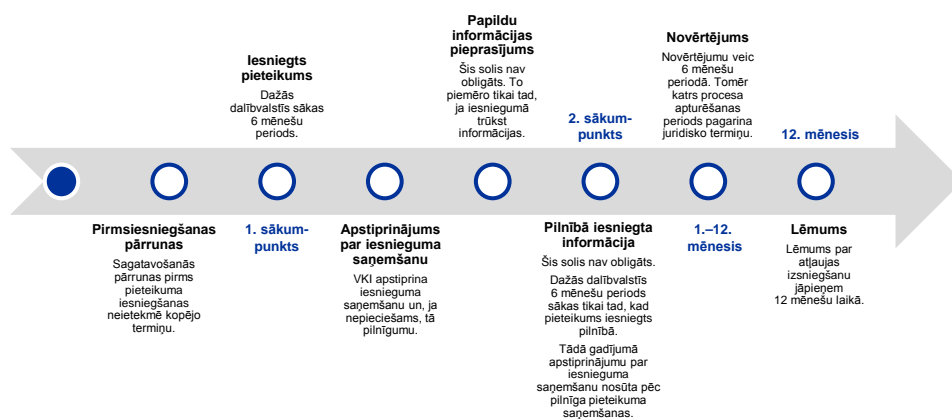 Pirmsiesniegšanas
pārrunas
Sagatavošanās
pārrunas pirms
pieteikuma
iesniegšanas
neietekmē kopējo
termiņu.
Iesniegts
pieteikums
Dažās
dalībvalstīs sākas
6 mēnešu
periods.
1. sākum-
punkts
Apstiprinājums
par iesnieguma
saņemšanu
VKI apstiprina
iesnieguma
saņemšanu un, ja
nepieciešams, tā
pilnīgumu.
Papildu
informācijas
pieprasījums
Šis solis nav
obligāts. To
piemēro tikai tad,
ja iesniegumā
trūkst
informācijas.
2. sākum-
punkts
Pilnībā iesniegta
informācija
Šis solis nav obligāts.
Dažās dalībvalstīs
6 mēnešu periods
sākas tikai tad, kad
pieteikums iesniegts
pilnībā.
Tādā gadījumā
apstiprinājumu par
iesnieguma
saņemšanu nosūta pēc
pilnīga pieteikuma
saņemšanas.
Novērtējums
Novērtējumu veic
6 mēnešu
periodā. Tomēr
katrs procesa
apturēšanas
periods pagarina
juridisko termiņu.
1.–12.
mēnesis
12. mēnesis
Lēmums
Lēmums par
atļaujas
izsniegšanu
jāpieņem
12 mēnešu laikā.